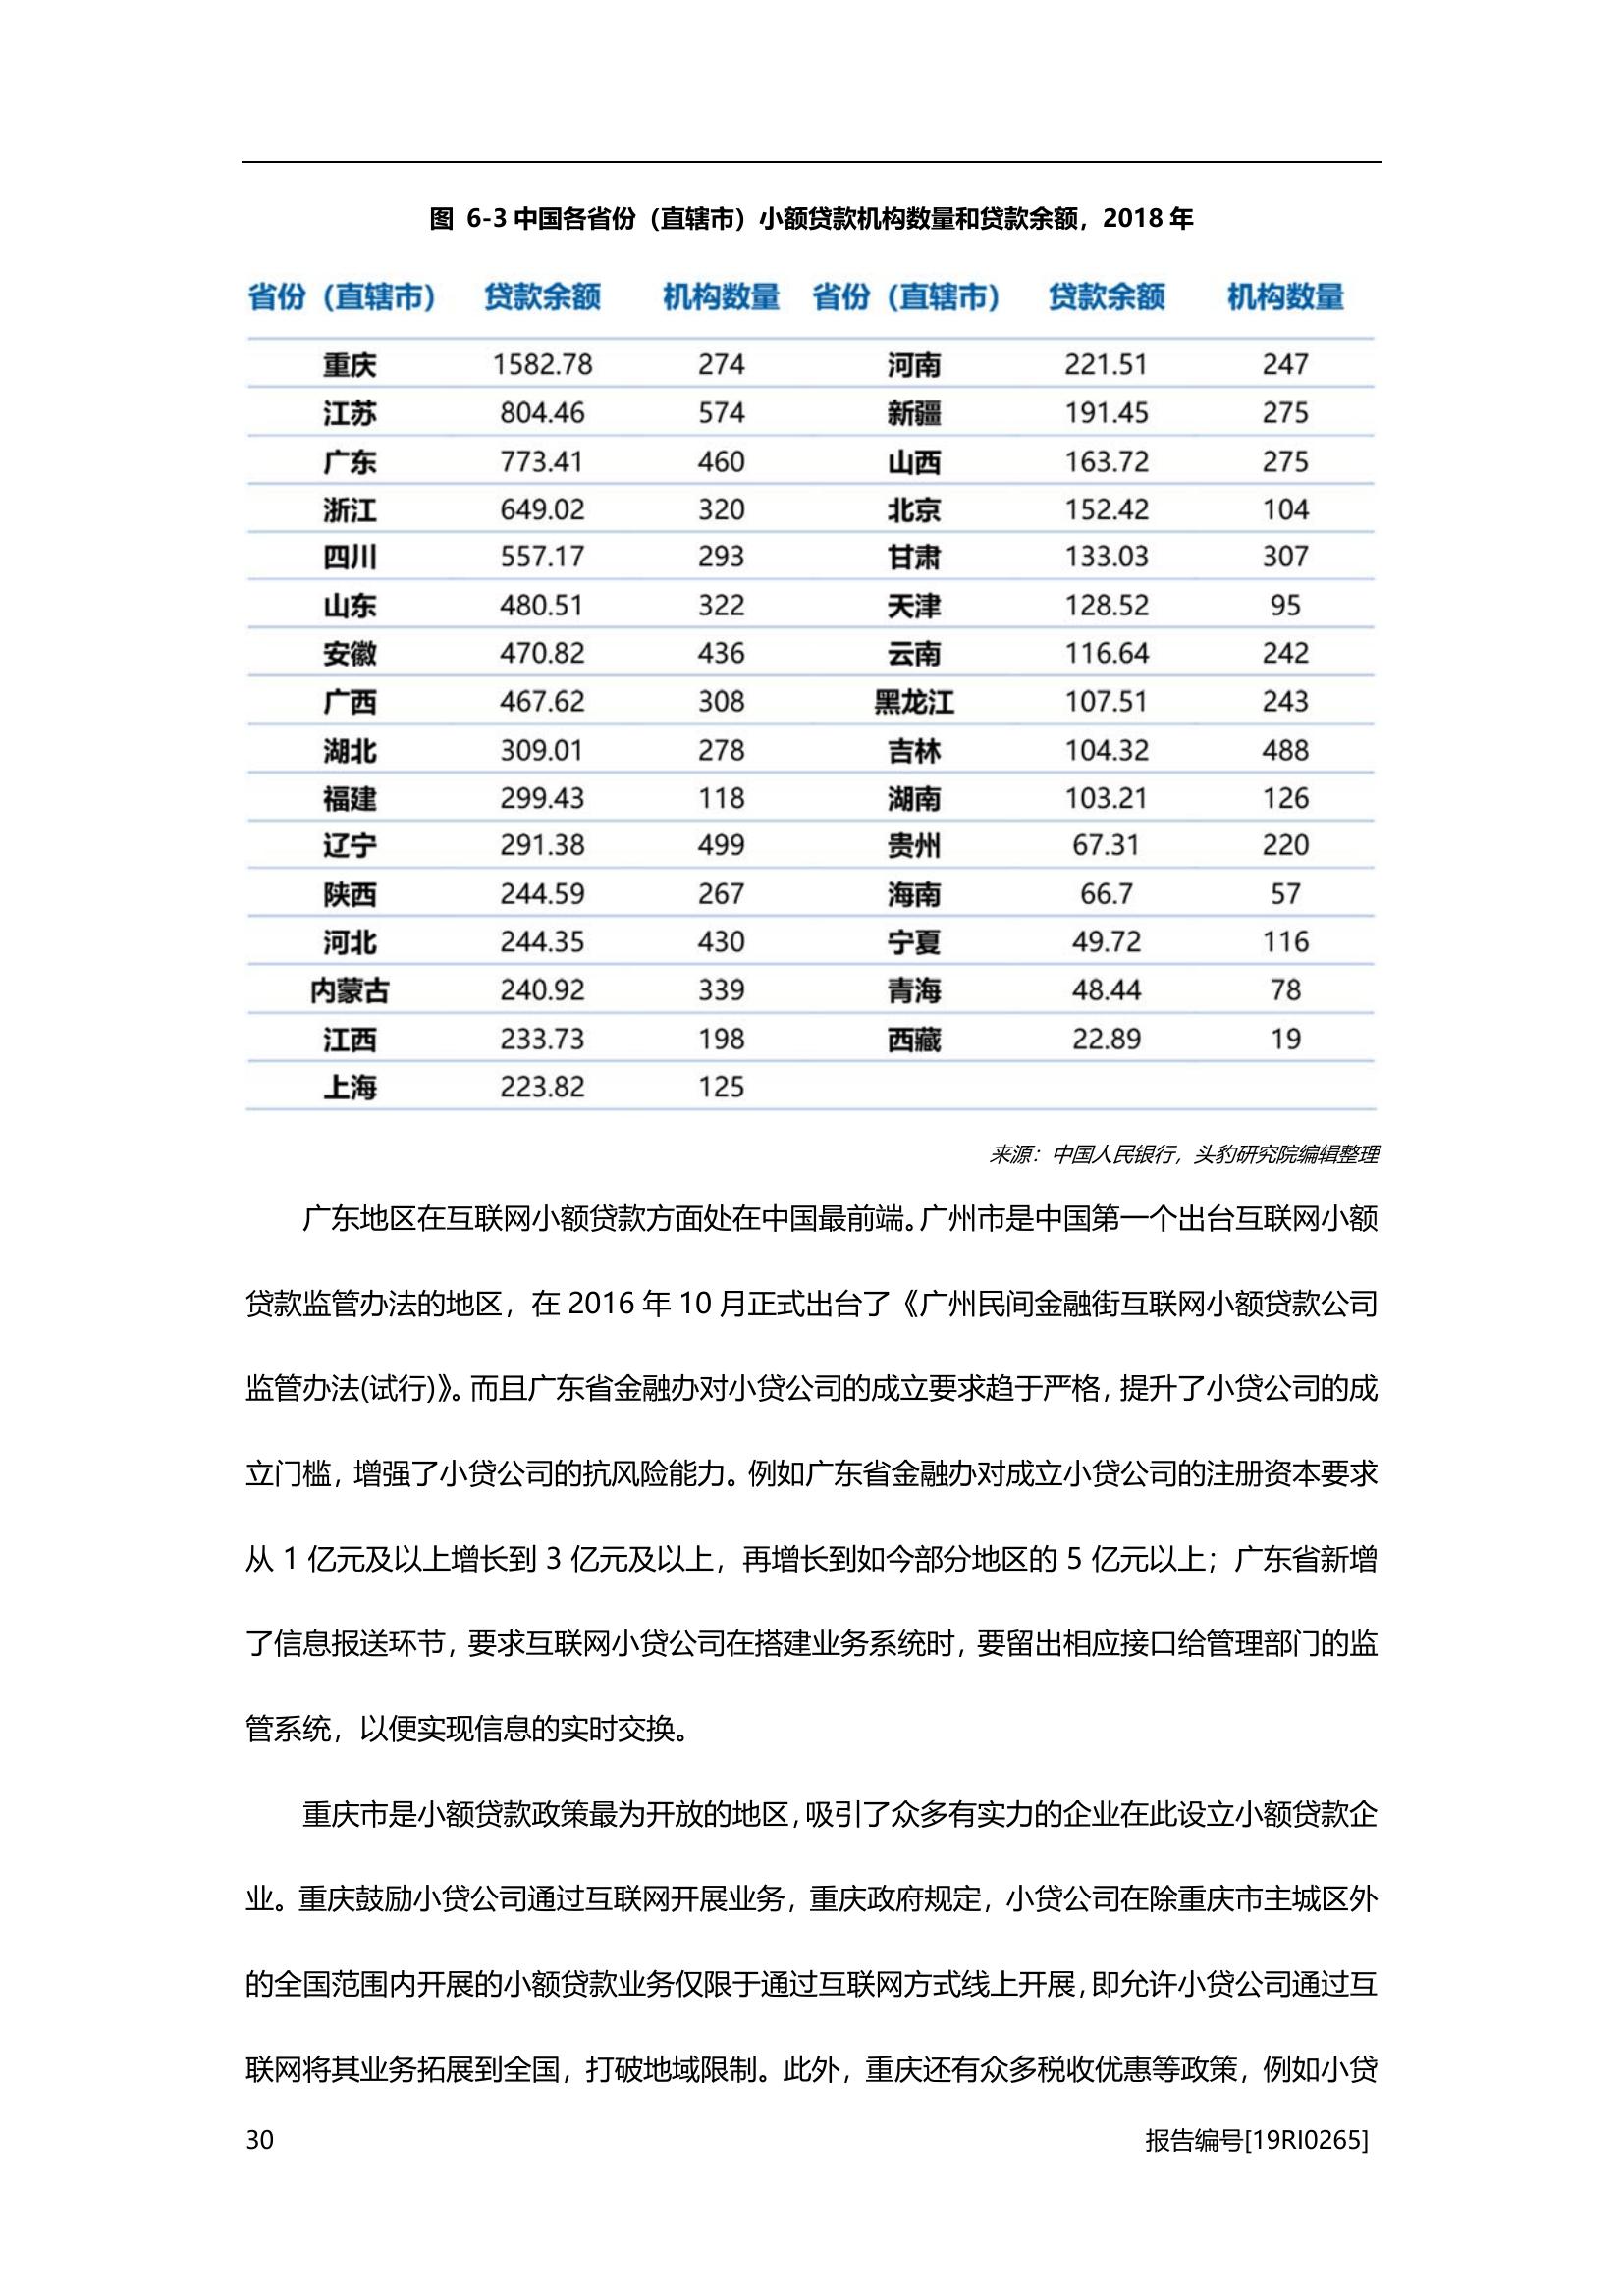 图 6-3 中国各省份（直辖市）小额贷款机构数量和贷款余额，2018 年
省份（直辖市） 贷款余额 机构数量 省份（直辖市） 贷款余额 机构数量
重庆 1582.78 274 河南 221.51 247
江苏 804.46 574 新疆 191.45 275
广东 773.41 460 山西 163.72 275
浙江 649.02 320 北京 152.42 104
四川 557.17 293 甘肃 133.03 307
山东 480.51 322 天津 128.52 95
安徽 470.82 436 云南 116.64 242
广西 467.62 308 黑龙江 107.51 243
湖北 309.01 278 吉林 104.32 488
福建 299.43 118 湖南 103.21 126
辽宁 291.38 499 贵州 67.31 220
陕西 244.59 267 海南 66.7 57
河北 244.35 430 宁夏 49.72 116
内蒙古 240.92 339 青海 48.44 78
江西 233.73 198 西藏 22.89 19
上海 223.82 125
来源：中国人民银行，头豹研究院编辑整理
广东地区在互联网小额贷款方面处在中国最前端。广州市是中国第一个出台互联网小额
贷款监管办法的地区，在 2016 年 10 月正式出台了《广州民间金融街互联网小额贷款公司
监管办法(试行)》。而且广东省金融办对小贷公司的成立要求趋于严格，提升了小贷公司的成
立门槛，增强了小贷公司的抗风险能力。例如广东省金融办对成立小贷公司的注册资本要求
从 1 亿元及以上增长到 3 亿元及以上，再增长到如今部分地区的 5 亿元以上；广东省新增
了信息报送环节，要求互联网小贷公司在搭建业务系统时，要留出相应接口给管理部门的监
管系统，以便实现信息的实时交换。
重庆市是小额贷款政策最为开放的地区，吸引了众多有实力的企业在此设立小额贷款企
业。重庆鼓励小贷公司通过互联网开展业务，重庆政府规定，小贷公司在除重庆市主城区外
的全国范围内开展的小额贷款业务仅限于通过互联网方式线上开展，即允许小贷公司通过互
联网将其业务拓展到全国，打破地域限制。此外，重庆还有众多税收优惠等政策，例如小贷
30 报告编号[19RI0265]